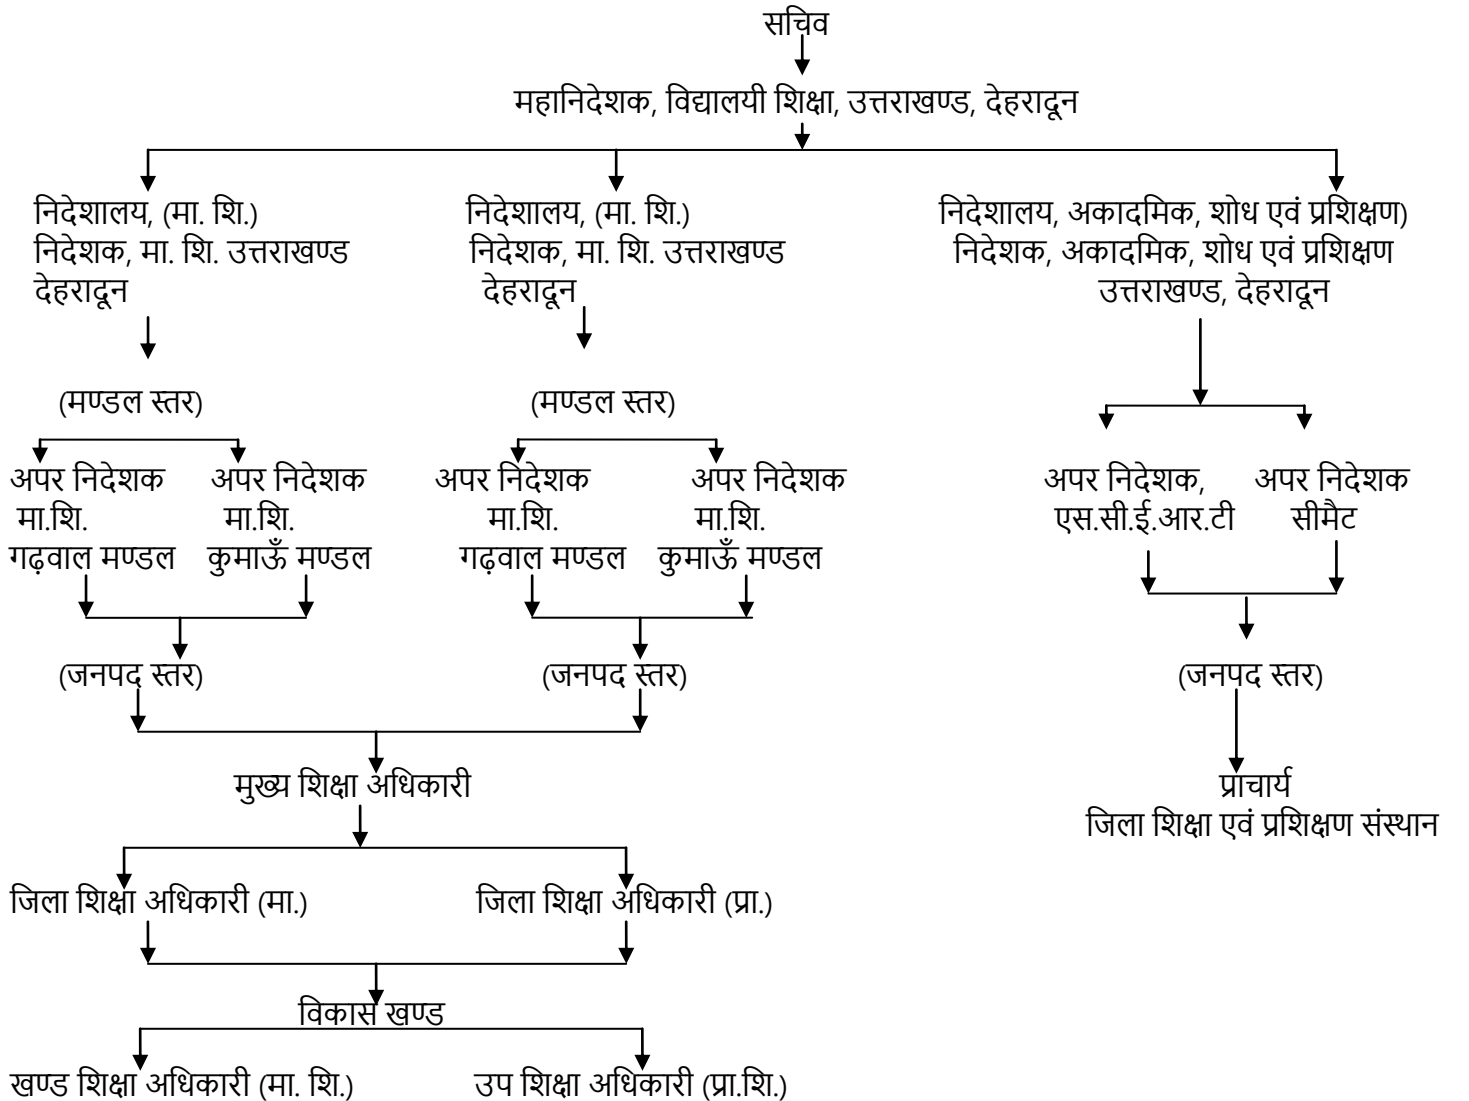 सचिव
महानिदेशक, विद्यालयी शिक्षा, उत्तराखण्ड, देहरादून
निदेशालय, (मा. शि.)
निदेशक, मा. शि. उत्तराखण्ड
देहरादून
निदेशालय, (मा. शि.)
निदेशक, मा. शि. उत्तराखण्ड
देहरादून
निदेशालय, अकादमिक, शोध एवं प्रशिक्षण)
निदेशक, अकादमिक, शोध एवं प्रशिक्षण
उत्तराखण्ड, देहरादून
(मण्डल स्तर)
(मण्डल स्तर)
अपर निदेशक
मा.शि.
गढ़वाल मण्डल
अपर निदेशक
मा.शि.
कुमाऊँ मण्डल
अपर निदेशक
मा.शि.
गढ़वाल मण्डल
अपर निदेशक
मा.शि.
कुमाऊँ मण्डल
अपर निदेशक,
एस.सी.ई.आर.टी
अपर निदेशक
सीमैट
(जनपद स्तर)
(जनपद स्तर)
(जनपद स्तर)
मुख्य शिक्षा अधिकारी
प्राचार्य
जिला शिक्षा एवं प्रशिक्षण संस्थान
जिला शिक्षा अधिकारी (मा.)
जिला शिक्षा अधिकारी (प्रा.)
विकास खण्ड
खण्ड शिक्षा अधिकारी (मा. शि.)
उप शिक्षा अधिकारी (प्रा.शि.)